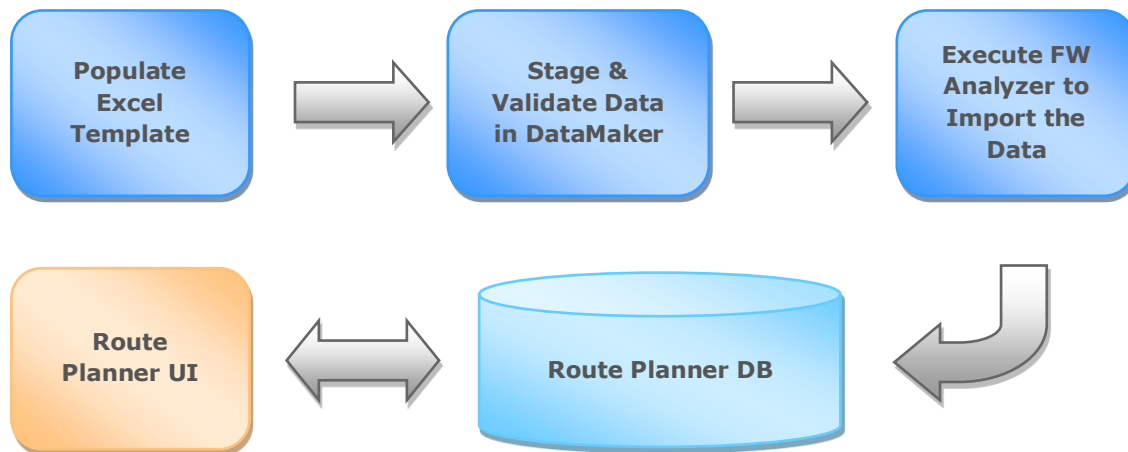 Populate
Excel
Template
Stage &
Validate Data
in DataMaker
Execute FW
Analyzer to
Import the
Data
Route
Planner UI
Route Planner DB